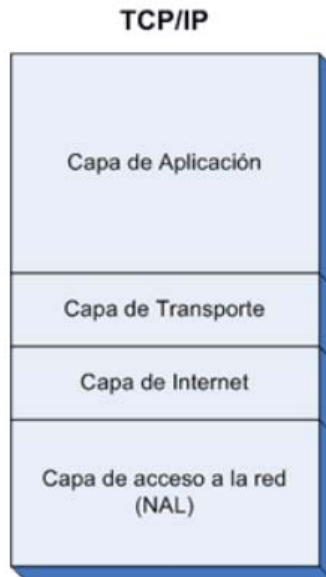 TCP/IP
Capa de Aplicación
Capa de Transporte
Capa de Internet
Capa de acceso a la red
(NAL)